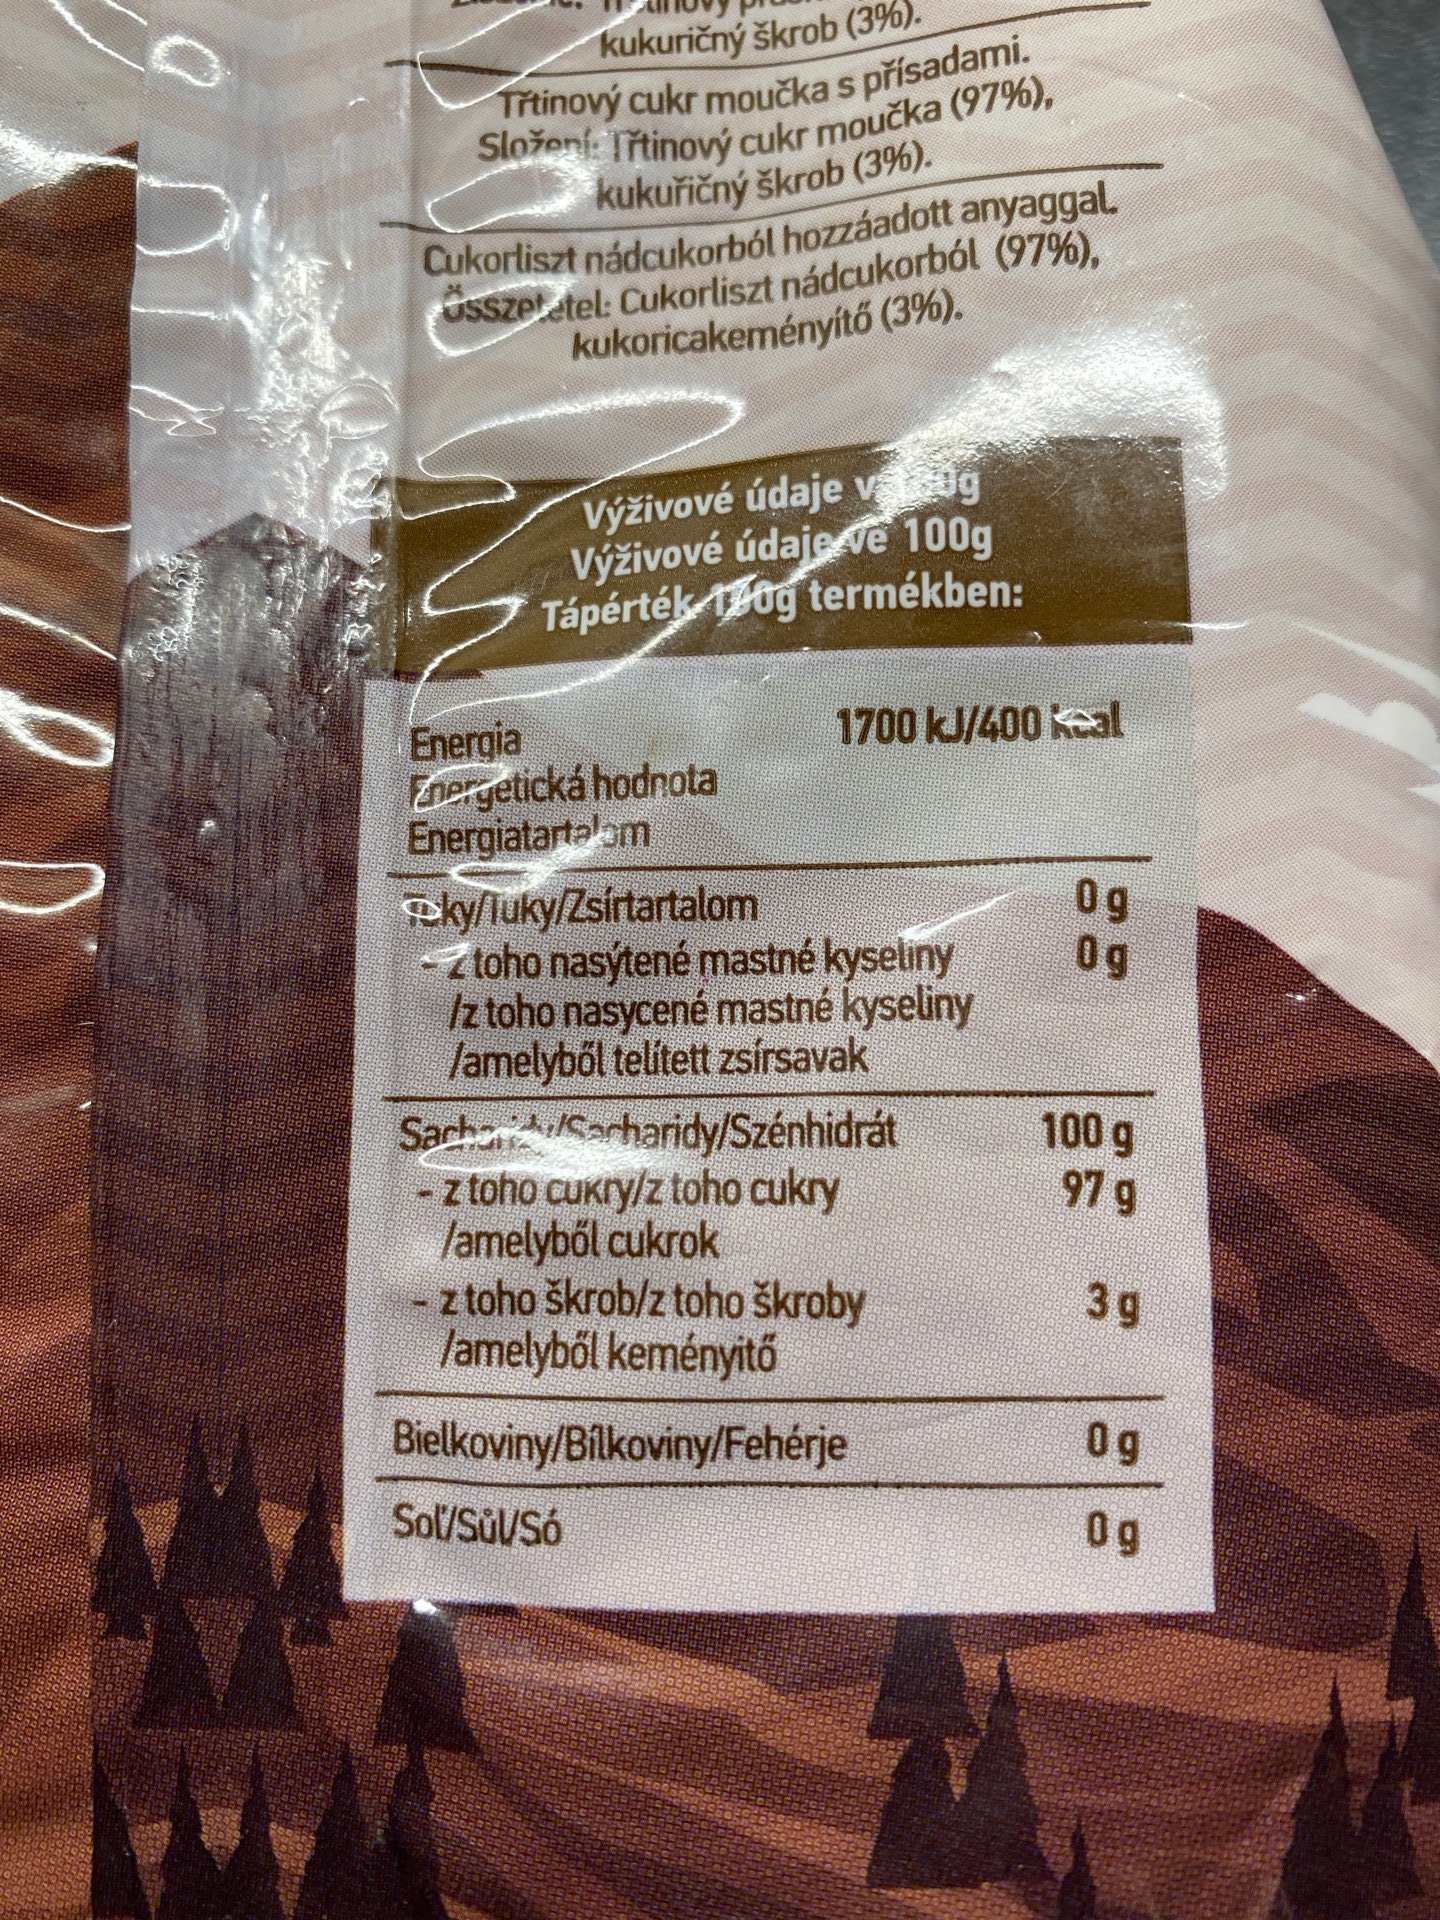 kukuričný škrob (3%).
Třtinový cukr moučka s přísadami.
Složení: Třtinový cukr moučka (97%),
kukuřičný škrob (3%).
Cukorliszt nádcukorból hozzáadott anyaggal.
Összetétel: Cukorliszt nádcukorból (97%),
kukoricakeményítő (3%).
Výživové údaje v
Výživové údaje ve 100g
Tápérték 100g termékben:
Energia 1700 kJ/400 kcal
Energetická hodnota
Energiatartalom
Tuky/Tuky/Zsírtartalom 0 g
- z toho nasýtené mastné kyseliny 0 g
/z toho nasycené mastné kyseliny
/amelyből telített zsírsavak
Sacharidy/Sacharidy/Szénhidrát 100 g
- z toho cukry/z toho cukry 97 g
/amelyből cukrok
- z toho škrob/z toho škroby 3 g
/amelyből keményitő
Bielkoviny/Bílkoviny/Fehérje 0 g
Soľ/Sůl/Só 0 g